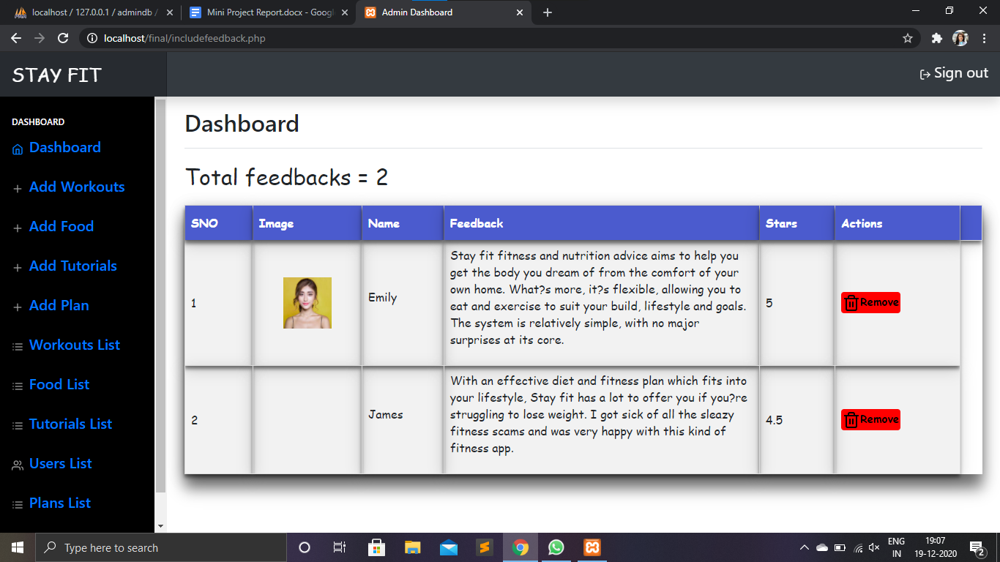 localhost / 127.0.0.1 / admindb /
Mini Project Report.docx - Googl
Admin Dashboard
localhost/final/includefeedback.php
STAY FIT
Sign out
DASHBOARD
Dashboard
Add Workouts
Add Food
Add Tutorials
Add Plan
Workouts List
Food List
Tutorials List
Users List
Plans List
Dashboard
Total feedbacks = 2
SNO Image Name Feedback Stars Actions
1
Emily
Stay fit fitness and nutrition advice aims to help you
get the body you dream of from the comfort of your
own home. What?s more, it?s flexible, allowing you to
eat and exercise to suit your build, lifestyle and goals.
The system is relatively simple, with no major
surprises at its core.
5
Remove
2
James
With an effective diet and fitness plan which fits into
your lifestyle, Stay fit has a lot to offer you if you?re
struggling to lose weight. I got sick of all the sleazy
fitness scams and was very happy with this kind of
fitness app.
4.5
Remove
Type here to search
ENG
IN
19:07
19-12-2020
2